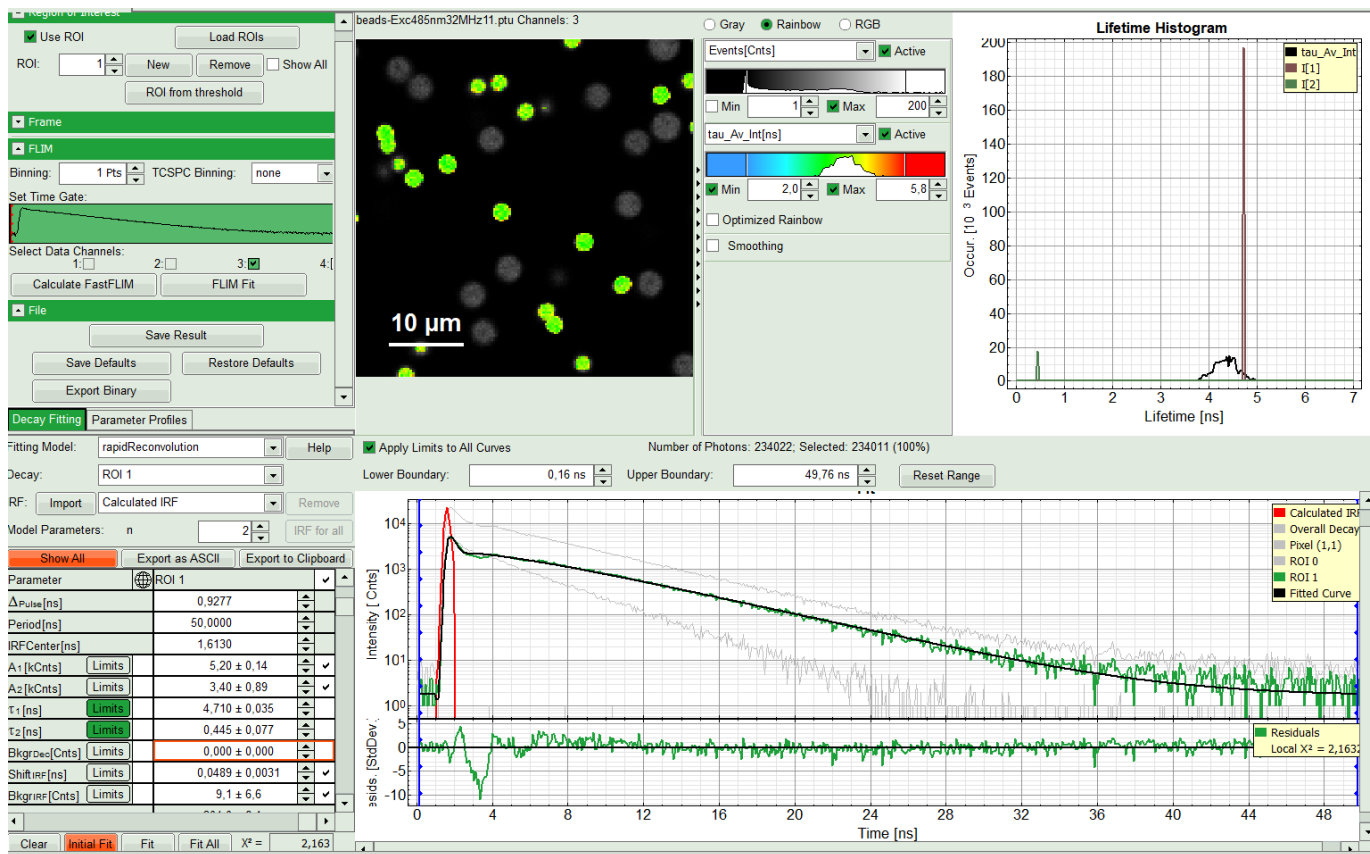 Region of Interest
Use ROI
Load ROIs
ROI: 1 New Remove Show All
ROI from threshold
Frame
FLIM
Binning: 1 Pts TCSPC Binning: none
Set Time Gate:
Select Data Channels:
1: 2: 3: 4:
Calculate FastFLIM FLIM Fit
File
Save Result
Save Defaults Restore Defaults
Export Binary
beads-Exc485nm32MHz11.ptu Channels: 3
10 µm
Gray Rainbow RGB
Events[Cnts] Active
Min 1 Max 200
tau_Av_Int[ns] Active
Min 2,0 Max 5,8
Optimized Rainbow
Smoothing
Lifetime Histogram
tau_Av_Int
I[1]
I[2]
200
180
160
140
120
100
80
60
40
20
0
Occur. [10 3 Events]
0 1 2 3 4 5 6 7
Lifetime [ns]
Decay Fitting Parameter Profiles
Fitting Model: rapidReconvolution Help
Decay: ROI 1
IRF: Import Calculated IRF Remove
Model Parameters: n 2 IRF for all
Show All Export as ASCII Export to Clipboard
Parameter ROI 1
ΔPulse[ns] 0,9277
Period[ns] 50,0000
IRFCenter[ns] 1,6130
A1[kCnts] Limits 5,20 ± 0,14
A2[kCnts] Limits 3,40 ± 0,89
τ1[ns] Limits 4,710 ± 0,035
τ2[ns] Limits 0,445 ± 0,077
BkgrDec[Cnts] Limits 0,000 ± 0,000
ShiftIRF[ns] Limits 0,0489 ± 0,0031
BkgrIRF[Cnts] Limits 9,1 ± 6,6
Clear Initial Fit Fit Fit All X² = 2,163
Apply Limits to All Curves Number of Photons: 234022; Selected: 234011 (100%)
Lower Boundary: 0,16 ns Upper Boundary: 49,76 ns Reset Range
Calculated IRF
Overall Decay
Pixel (1,1)
ROI 0
ROI 1
Fitted Curve
10⁴
10³
10²
10¹
10⁰
Intensity [ Cnts]
5
0
-5
-10
esids. [StdDev]
Residuals
Local X² = 2,1632
0 4 8 12 16 20 24 28 32 36 40 44 48
Time [ns]